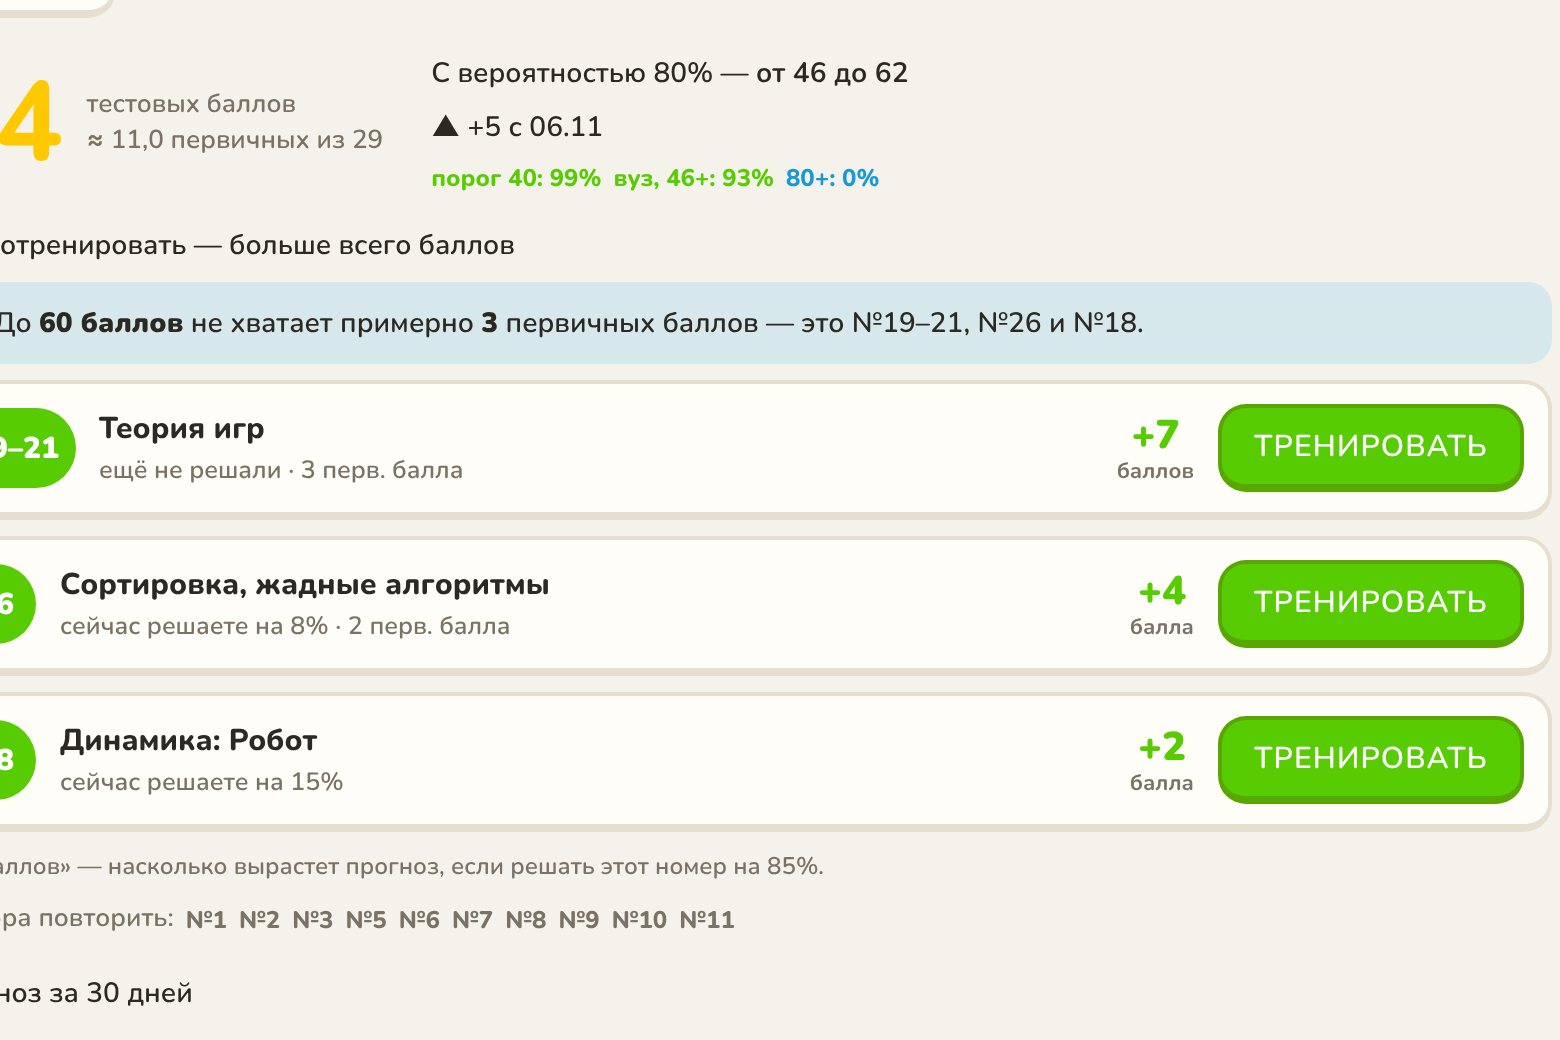 4
тестовых баллов
≈ 11,0 первичных из 29
С вероятностью 80% — от 46 до 62
▲ +5 с 06.11
порог 40: 99% вуз, 46+: 93% 80+: 0%
отренировать — больше всего баллов
До 60 баллов не хватает примерно 3 первичных баллов — это №19–21, №26 и №18.
9–21
Теория игр
ещё не решали · 3 перв. балла
+7
баллов
ТРЕНИРОВАТЬ
6
Сортировка, жадные алгоритмы
сейчас решаете на 8% · 2 перв. балла
+4
балла
ТРЕНИРОВАТЬ
8
Динамика: Робот
сейчас решаете на 15%
+2
балла
ТРЕНИРОВАТЬ
аллов» — насколько вырастет прогноз, если решать этот номер на 85%.
ра повторить: №1 №2 №3 №5 №6 №7 №8 №9 №10 №11
ноз за 30 дней